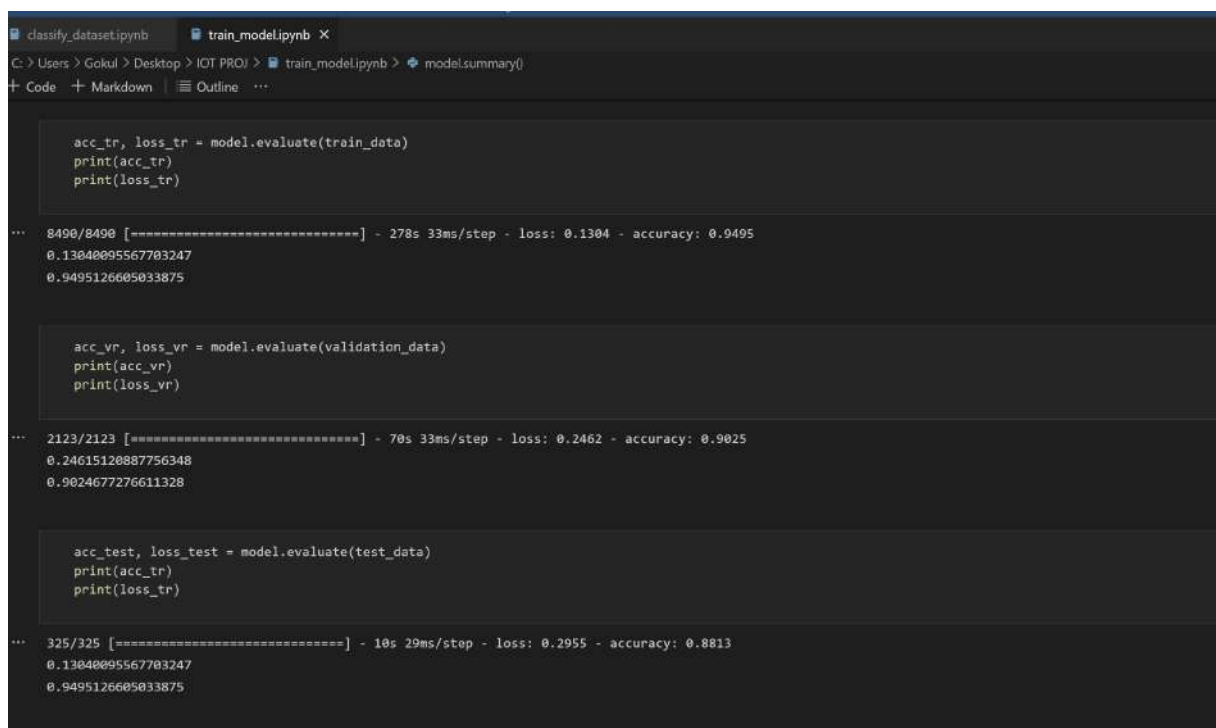 classify_dataset.ipynb train_model.ipynb ×
C: > Users > Gokul > Desktop > IOT PROJ > train_model.ipynb > model.summary()
+ Code + Markdown Outline ...
acc_tr, loss_tr = model.evaluate(train_data)
print(acc_tr)
print(loss_tr)
... 8490/8490 [==============================] - 278s 33ms/step - loss: 0.1304 - accuracy: 0.9495
0.13040095567703247
0.9495126605033875
acc_vr, loss_vr = model.evaluate(validation_data)
print(acc_vr)
print(loss_vr)
... 2123/2123 [==============================] - 70s 33ms/step - loss: 0.2462 - accuracy: 0.9025
0.24615120887756348
0.9024677276611328
acc_test, loss_test = model.evaluate(test_data)
print(acc_tr)
print(loss_tr)
... 325/325 [==============================] - 10s 29ms/step - loss: 0.2955 - accuracy: 0.8813
0.13040095567703247
0.9495126605033875